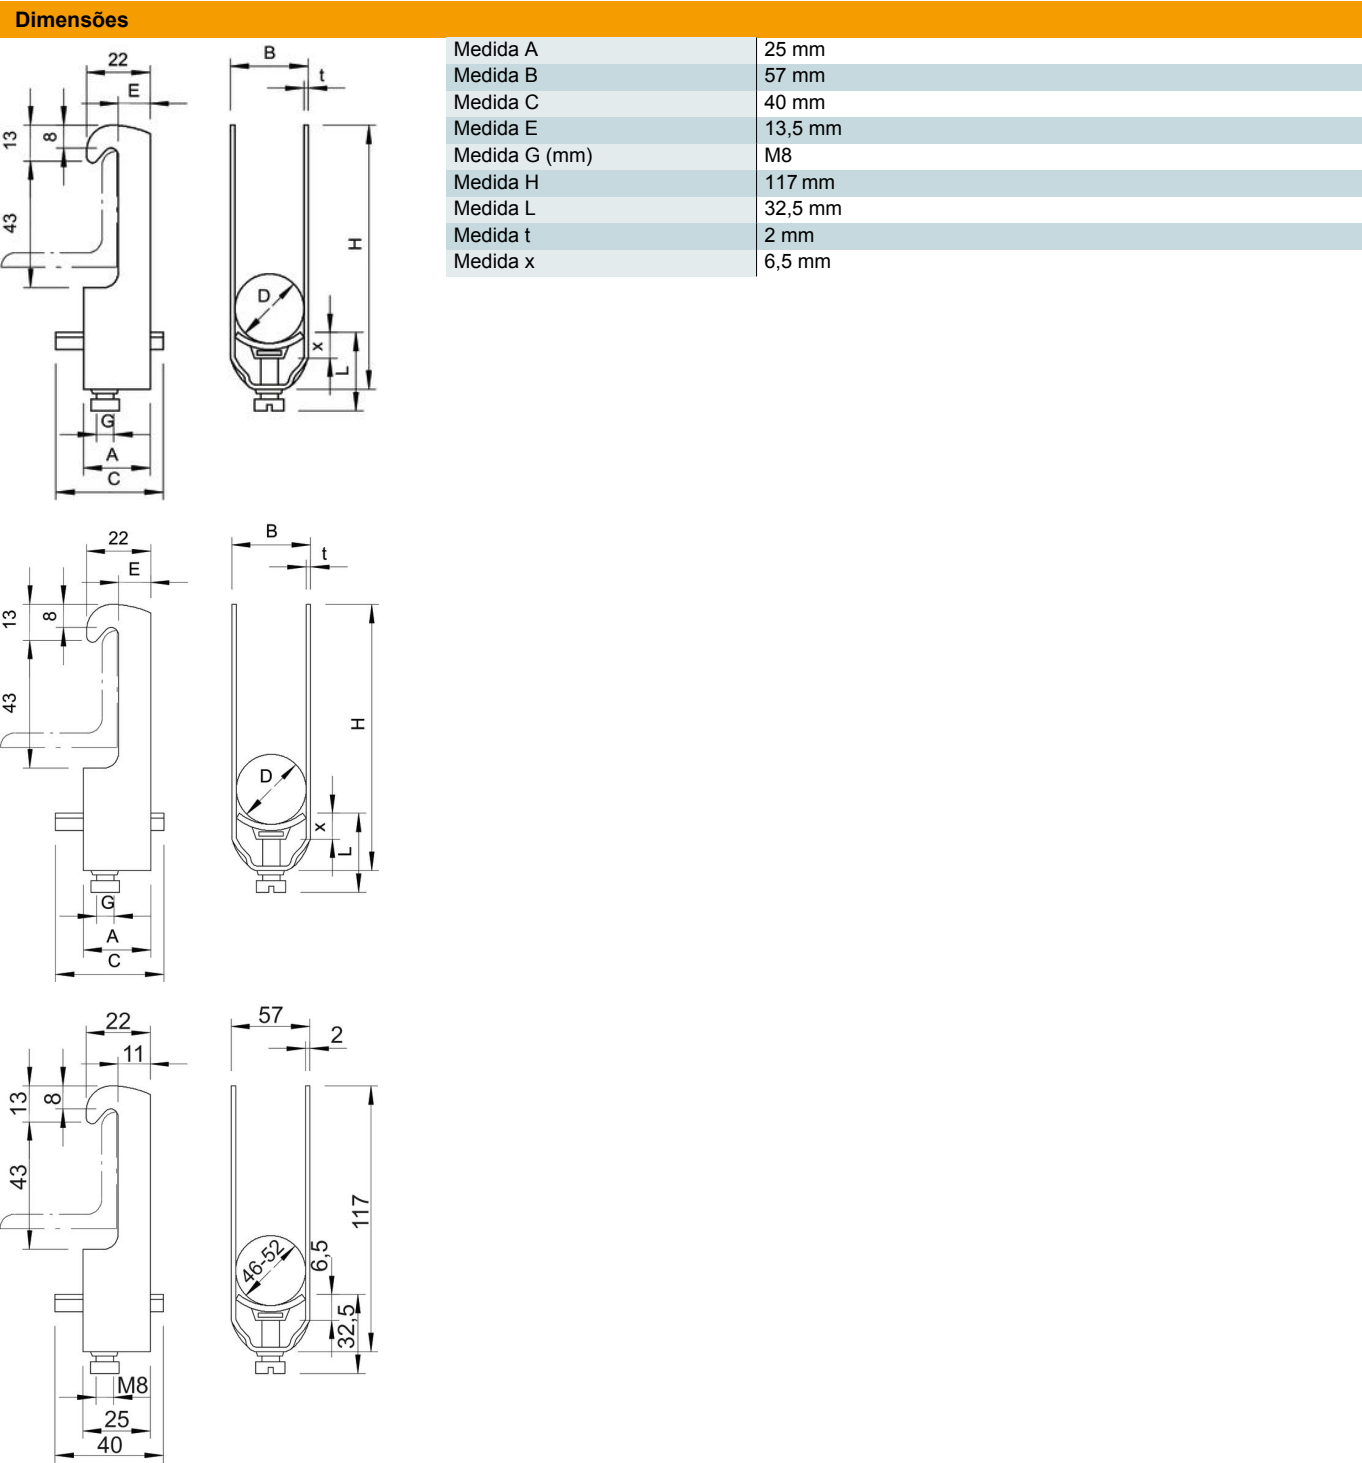 Dimensões
Medida A 25 mm
Medida B 57 mm
Medida C 40 mm
Medida E 13,5 mm
Medida G (mm) M8
Medida H 117 mm
Medida L 32,5 mm
Medida t 2 mm
Medida x 6,5 mm
22
E
13
8
43
G
A
C
B
t
H
D
x
L
22
E
13
8
43
G
A
C
B
t
H
D
x
L
22
11
13
8
43
M8
25
40
57
2
117
46-52
6,5
32,5